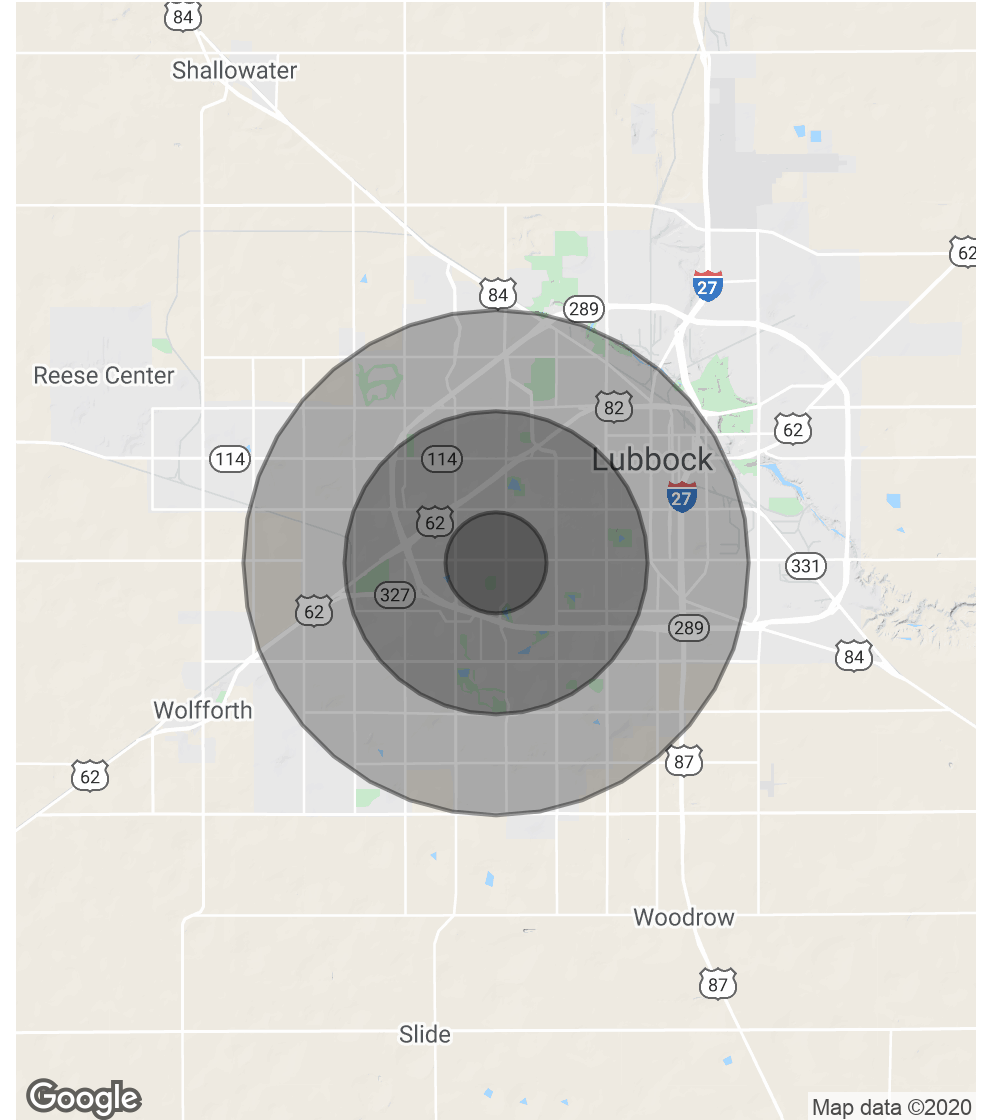 84
Shallowater
62
27
84
289
Reese Center
82
62
114
114
Lubbock
27
62
331
327
62
289
84
Wolfforth
87
62
Woodrow
87
Slide
Google
Map data ©2020